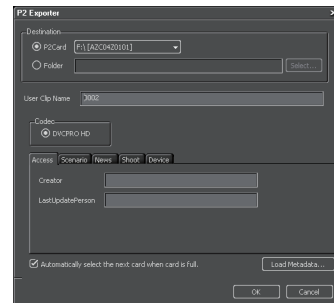 P2 Exporter
Destination
P2Card F:\ [A2C04Z0101]
Folder Select...
User Clip Name 0002
Codec
DVCPRO HD
Access Scenario News Shoot Device
Creator
LastUpdatePerson
Automatically select the next card when card is full. Load Metadata...
OK Cancel